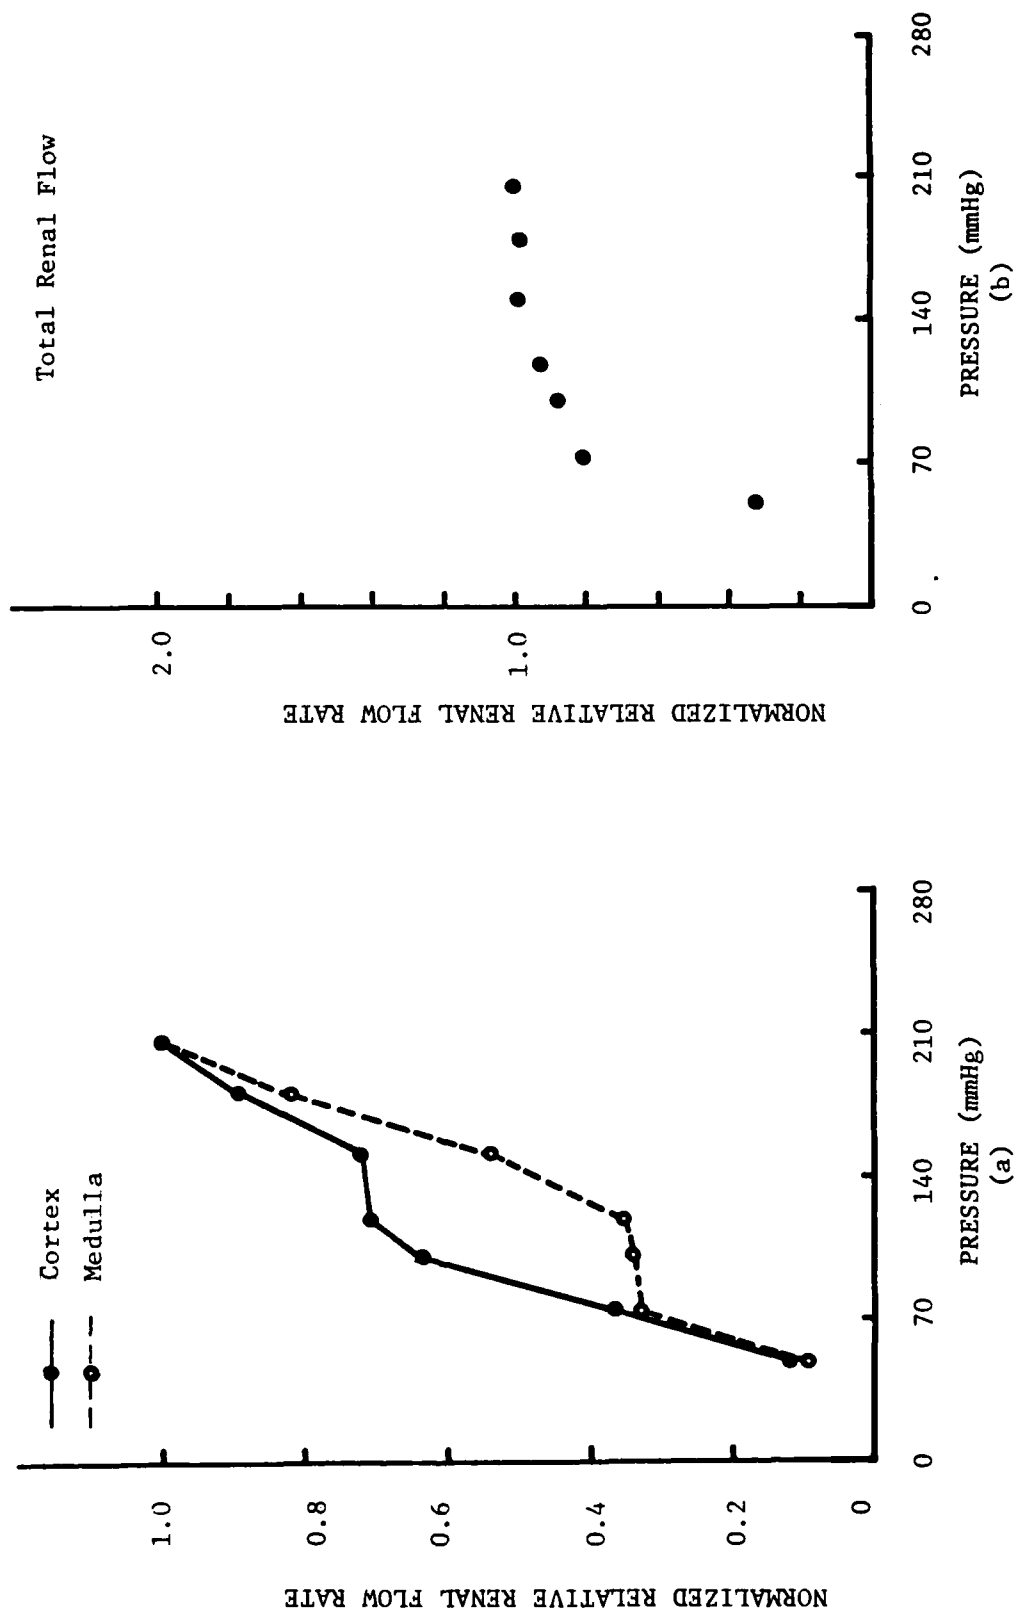 Cortex
Medulla
NORMALIZED RELATIVE RENAL FLOW RATE
1.0
0.8
0.6
0.4
0.2
0
0
70
140
210
280
PRESSURE (mmHg)
(a)
Total Renal Flow
NORMALIZED RELATIVE RENAL FLOW RATE
2.0
1.0
0
70
140
210
280
PRESSURE (mmHg)
(b)